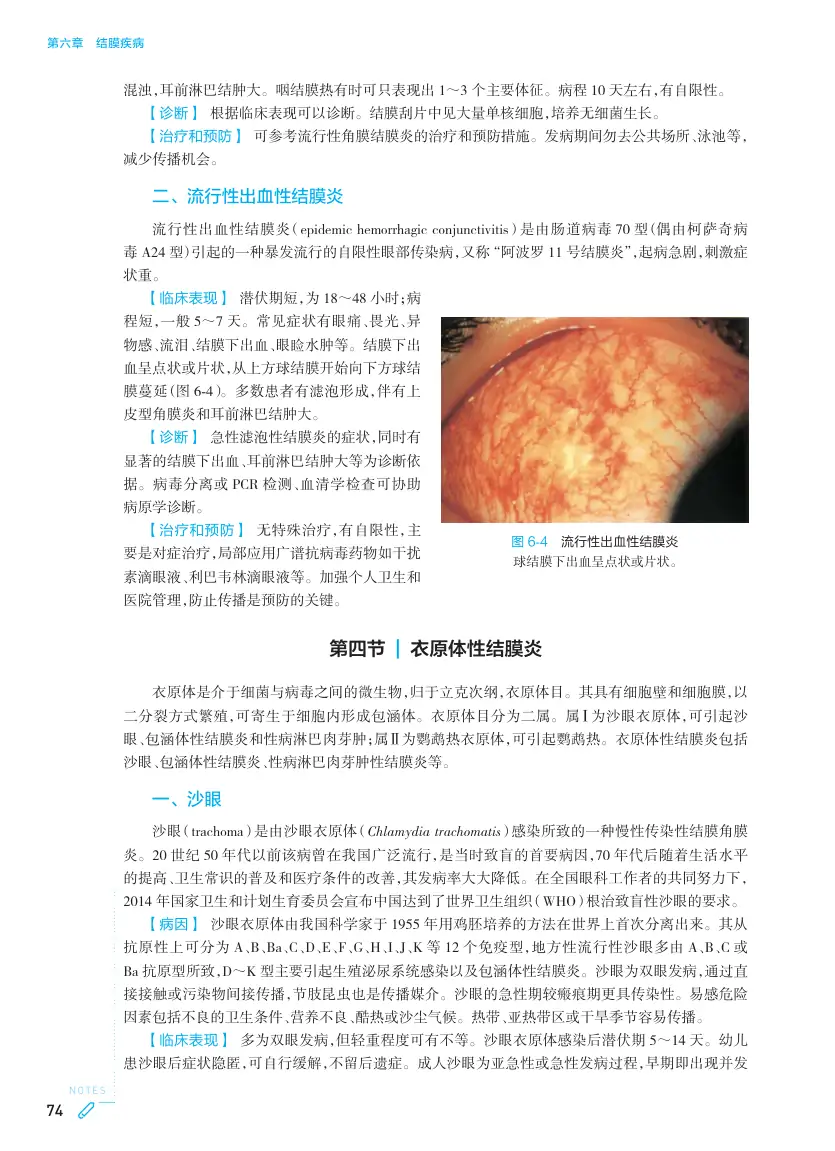 第六章 结膜疾病
混浊,耳前淋巴结肿大。咽结膜热有时可只表现出 1～3 个主要体征。病程 10 天左右,有自限性。
【诊断】 根据临床表现可以诊断。结膜刮片中见大量单核细胞,培养无细菌生长。
【治疗和预防】 可参考流行性角膜结膜炎的治疗和预防措施。发病期间勿去公共场所、泳池等,
减少传播机会。
二、流行性出血性结膜炎
流行性出血性结膜炎(epidemic hemorrhagic conjunctivitis)是由肠道病毒 70 型(偶由柯萨奇病
毒 A24 型)引起的一种暴发流行的自限性眼部传染病,又称“阿波罗 11 号结膜炎”,起病急剧,刺激症
状重。
【临床表现】 潜伏期短,为 18～48 小时;病
程短,一般 5～7 天。常见症状有眼痛、畏光、异
物感、流泪、结膜下出血、眼睑水肿等。结膜下出
血呈点状或片状,从上方球结膜开始向下方球结
膜蔓延(图 6-4)。多数患者有滤泡形成,伴有上
皮型角膜炎和耳前淋巴结肿大。
【诊断】 急性滤泡性结膜炎的症状,同时有
显著的结膜下出血、耳前淋巴结肿大等为诊断依
据。病毒分离或 PCR 检测、血清学检查可协助
病原学诊断。
【治疗和预防】 无特殊治疗,有自限性,主
要是对症治疗,局部应用广谱抗病毒药物如干扰
素滴眼液、利巴韦林滴眼液等。加强个人卫生和
医院管理,防止传播是预防的关键。
图 6-4 流行性出血性结膜炎
球结膜下出血呈点状或片状。
第四节 | 衣原体性结膜炎
衣原体是介于细菌与病毒之间的微生物,归于立克次纲,衣原体目。其具有细胞壁和细胞膜,以
二分裂方式繁殖,可寄生于细胞内形成包涵体。衣原体目分为二属。属Ⅰ为沙眼衣原体,可引起沙
眼、包涵体性结膜炎和性病淋巴肉芽肿;属Ⅱ为鹦鹉热衣原体,可引起鹦鹉热。衣原体性结膜炎包括
沙眼、包涵体性结膜炎、性病淋巴肉芽肿性结膜炎等。
一、沙眼
沙眼(trachoma)是由沙眼衣原体(Chlamydia trachomatis)感染所致的一种慢性传染性结膜角膜
炎。20 世纪 50 年代以前该病曾在我国广泛流行,是当时致盲的首要病因,70 年代后随着生活水平
的提高、卫生常识的普及和医疗条件的改善,其发病率大大降低。在全国眼科工作者的共同努力下,
2014 年国家卫生和计划生育委员会宣布中国达到了世界卫生组织(WHO)根治致盲性沙眼的要求。
【病因】 沙眼衣原体由我国科学家于 1955 年用鸡胚培养的方法在世界上首次分离出来。其从
抗原性上可分为 A、B、Ba、C、D、E、F、G、H、I、J、K 等 12 个免疫型,地方性流行性沙眼多由 A、B、C 或
Ba 抗原型所致,D～K 型主要引起生殖泌尿系统感染以及包涵体性结膜炎。沙眼为双眼发病,通过直
接接触或污染物间接传播,节肢昆虫也是传播媒介。沙眼的急性期较瘢痕期更具传染性。易感危险
因素包括不良的卫生条件、营养不良、酷热或沙尘气候。热带、亚热带区或干旱季节容易传播。
【临床表现】 多为双眼发病,但轻重程度可有不等。沙眼衣原体感染后潜伏期 5～14 天。幼儿
患沙眼后症状隐匿,可自行缓解,不留后遗症。成人沙眼为亚急性或急性发病过程,早期即出现并发
NOTES
74